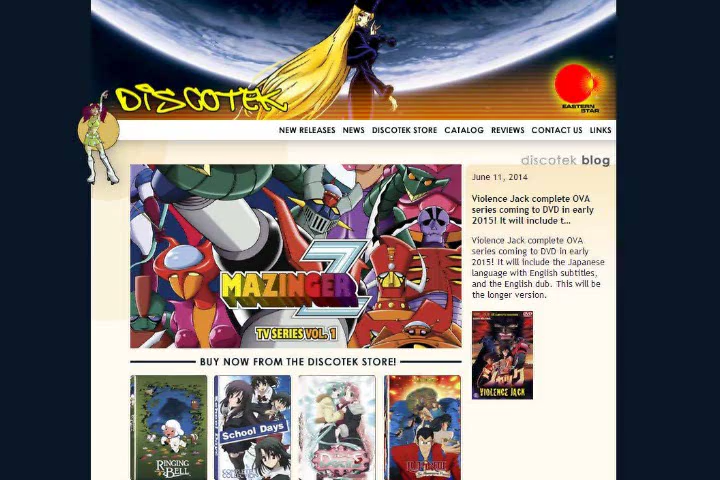 DISCOTEK
EASTERN
STAR
NEW RELEASES NEWS DISCOTEK STORE CATALOG REVIEWS CONTACT US LINKS
discotek blog
June 11, 2014
Violence Jack complete OVA
series coming to DVD in early
2015! It will include t...
Violence Jack complete OVA
series coming to DVD in early
2015! It will include the Japanese
language with English subtitles,
and the English dub. This will be
the longer version.
MAZINGER
Z
TV SERIES VOL. 1
VIOLENCE JACK
BUY NOW FROM THE DISCOTEK STORE!
RINGING
BELL
School Days